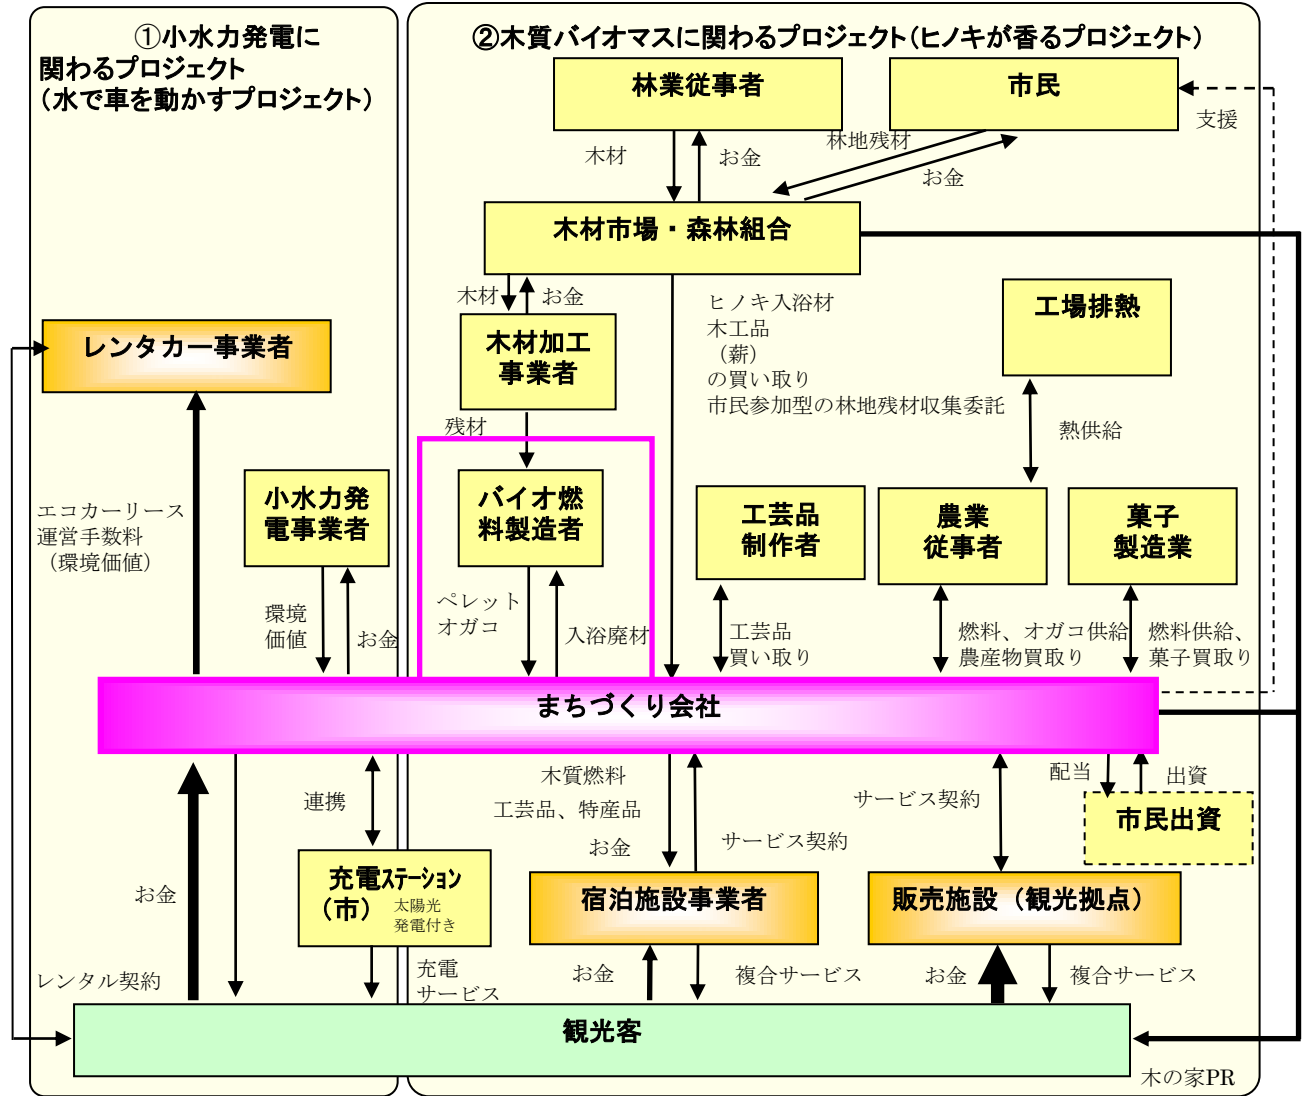 ①小水力発電に
関わるプロジェクト
（水で車を動かすプロジェクト）
②木質バイオマスに関わるプロジェクト（ヒノキが香るプロジェクト）
林業従事者
市民
支援
木材
お金
林地残材
お金
木材市場・森林組合
木材
お金
ヒノキ入浴材
木工品
（薪）
の買い取り
市民参加型の林地残材収集委託
工場排熱
レンタカー事業者
木材加工
事業者
残材
熱供給
小水力発
電事業者
バイオ燃
料製造者
工芸品
制作者
農業
従事者
菓子
製造業
エコカーリース
運営手数料
（環境価値）
環境
価値
お金
ペレット
オガコ
入浴廃材
工芸品
買い取り
燃料、オガコ供給
農産物買取り
燃料供給、
菓子買取り
まちづくり会社
連携
木質燃料
工芸品、特産品
お金
サービス契約
サービス契約
配当
出資
市民出資
お金
充電ステーション
（市）
太陽光
発電付き
宿泊施設事業者
販売施設（観光拠点）
レンタル契約
充電
サービス
お金
複合サービス
お金
複合サービス
観光客
木の家PR